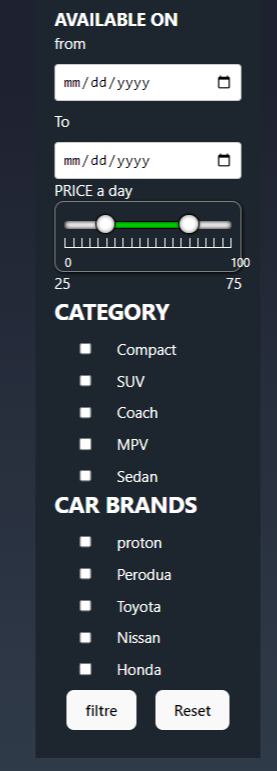 AVAILABLE ON
from
mm/dd/yyyy
To
mm/dd/yyyy
PRICE a day
0 100
25 75
CATEGORY
Compact
SUV
Coach
MPV
Sedan
CAR BRANDS
proton
Perodua
Toyota
Nissan
Honda
filtre Reset